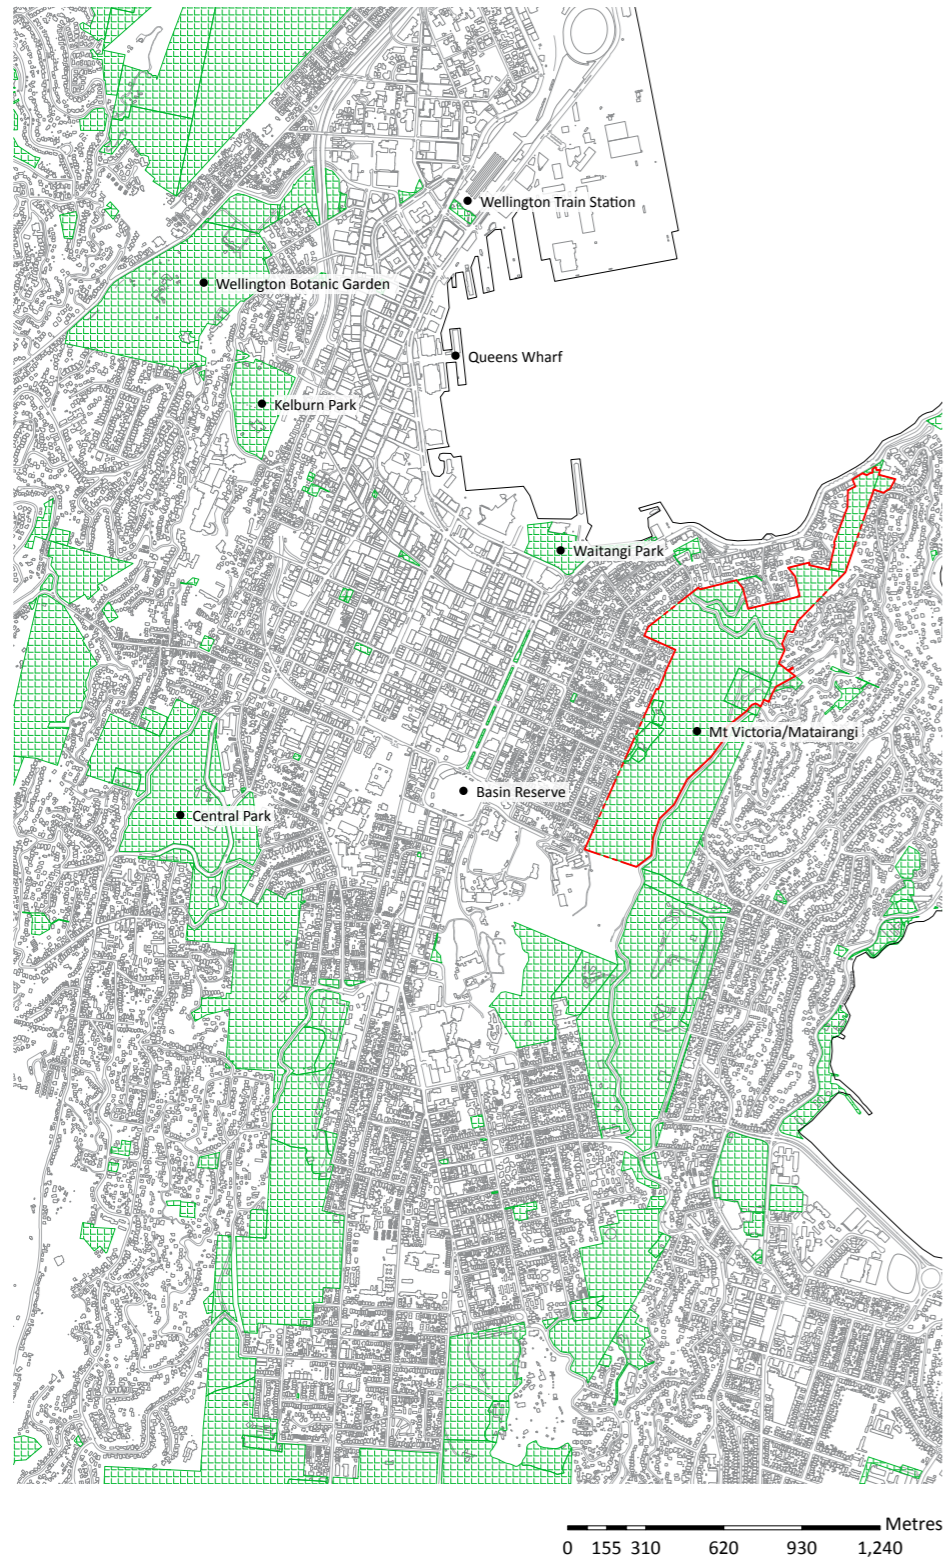 Wellington Train Station
Wellington Botanic Garden
Queens Wharf
Kelburn Park
Waitangi Park
Mt Victoria/Matairangi
Basin Reserve
Central Park
Metres
0 155 310 620 930 1,240